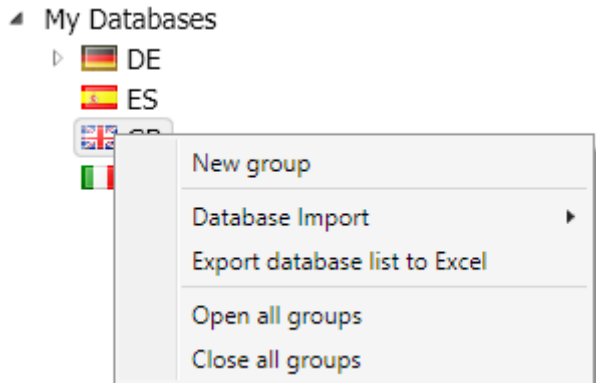 My Databases
DE
ES
New group
Database Import
Export database list to Excel
Open all groups
Close all groups